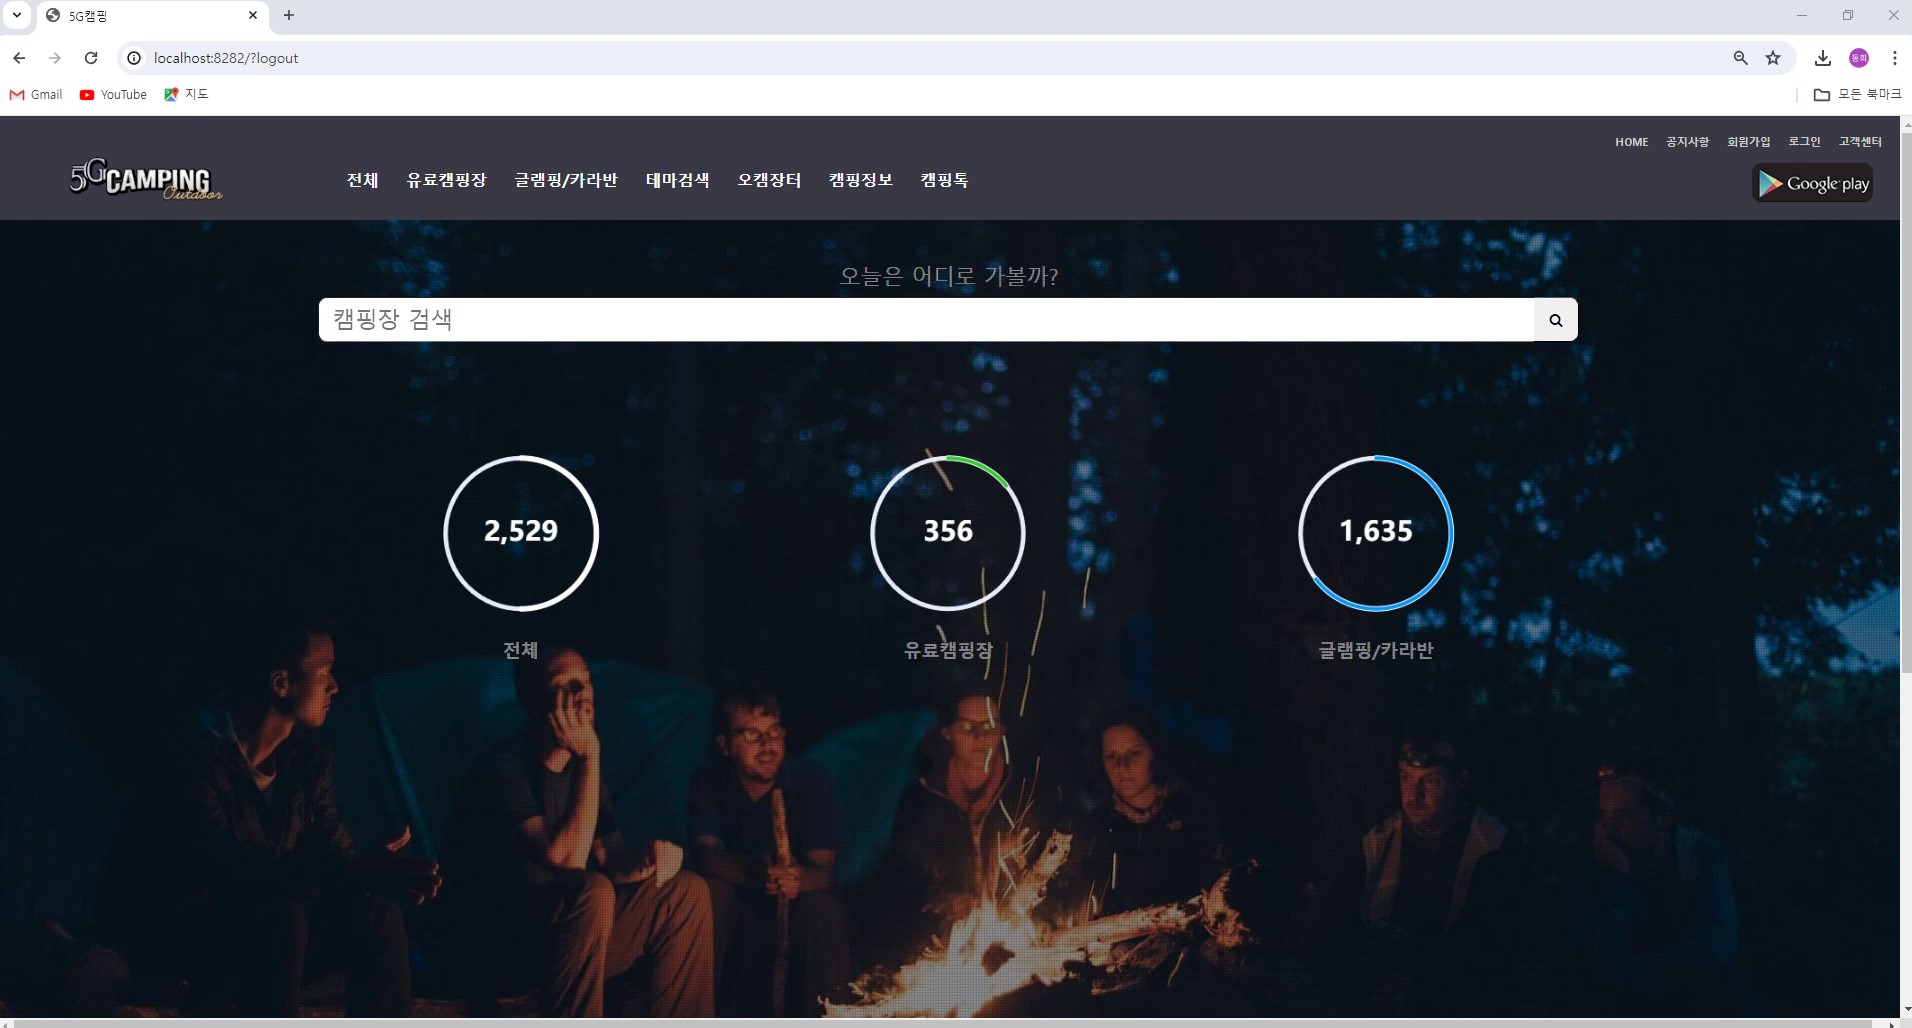 5G캠핑
localhost:8282/?logout
동희
Gmail YouTube 지도 모든 북마크
HOME 공지사항 회원가입 로그인 고객센터
5G CAMPING Outdoor
전체 유료캠핑장 글램핑/카라반 테마검색 오캠장터 캠핑정보 캠핑톡
Google play
오늘은 어디로 가볼까?
캠핑장 검색
2,529 356 1,635
전체 유료캠핑장 글램핑/카라반